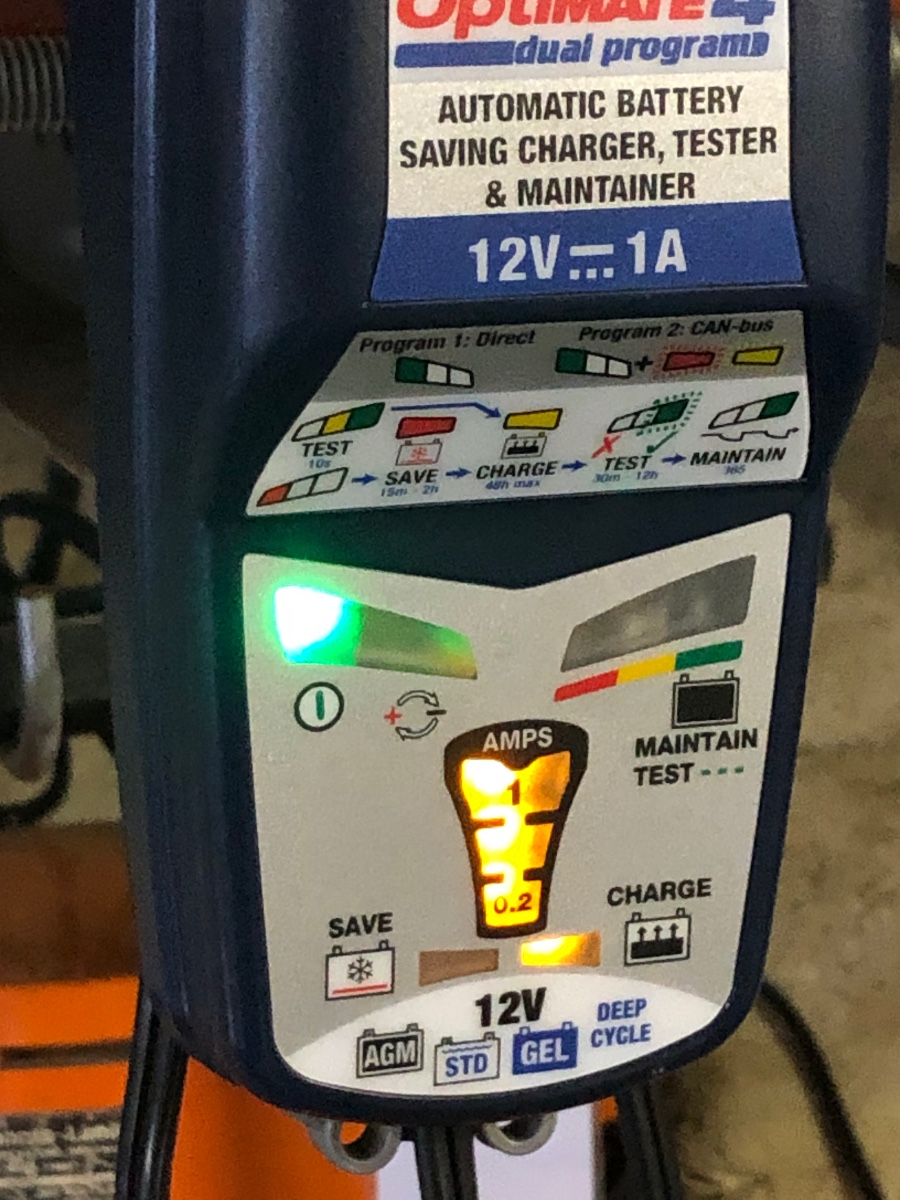 OptiMATE 4
dual program
AUTOMATIC BATTERY
SAVING CHARGER, TESTER
& MAINTAINER
12V 1A
Program 1: Direct
Program 2: CAN-bus
+
TEST
10s
SAVE
15m - 2h
CHARGE
48h max
TEST
30m - 12h
MAINTAIN
365
+ -
AMPS
1
0.2
MAINTAIN
TEST
SAVE
CHARGE
12V
AGM
STD
GEL
DEEP
CYCLE